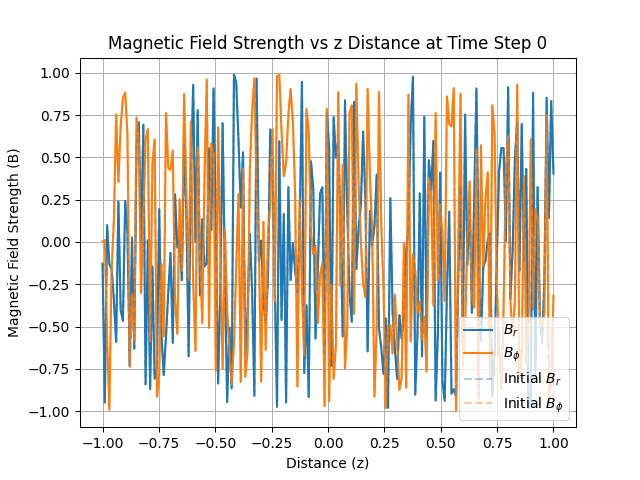 Magnetic Field Strength vs z Distance at Time Step 0
Magnetic Field Strength (B)
1.00
0.75
0.50
0.25
0.00
−0.25
−0.50
−0.75
−1.00
B_r
B_ϕ
Initial B_r
Initial B_ϕ
−1.00 −0.75 −0.50 −0.25 0.00 0.25 0.50 0.75 1.00
Distance (z)